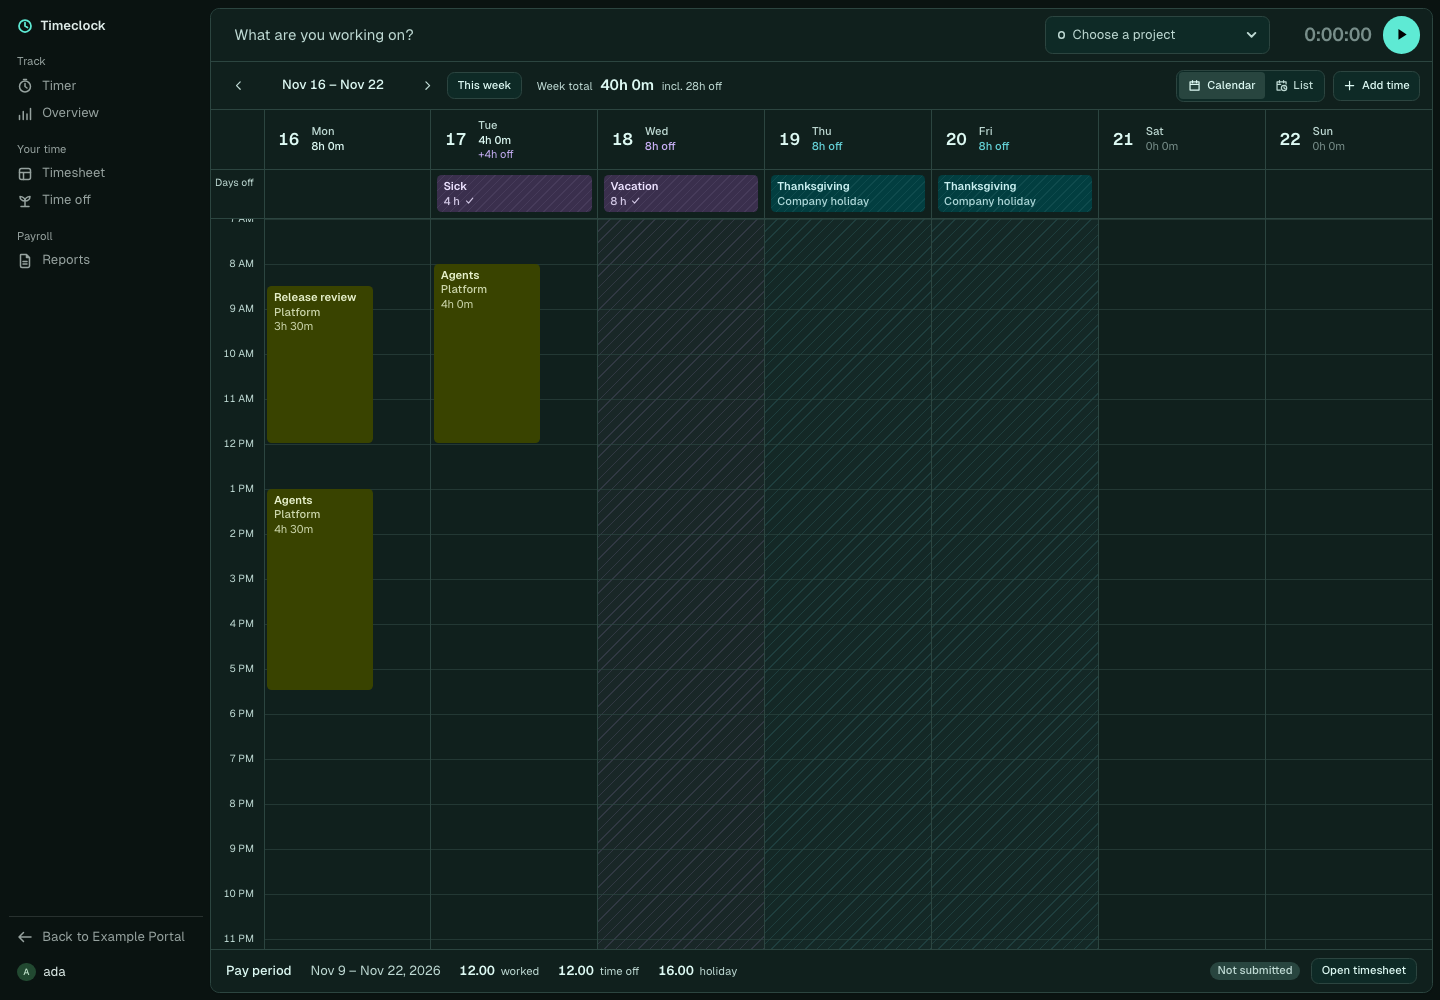 Timeclock
Track
Timer
Overview
Your time
Timesheet
Time off
Payroll
Reports
Back to Example Portal
A ada
What are you working on?
Choose a project
0:00:00
Nov 16 – Nov 22
This week
Week total 40h 0m incl. 28h off
Calendar
List
Add time
16 Mon
8h 0m
17 Tue
4h 0m
+4h off
18 Wed
8h off
19 Thu
8h off
20 Fri
8h off
21 Sat
0h 0m
22 Sun
0h 0m
Days off
Sick
4 h
Vacation
8 h
Thanksgiving
Company holiday
Thanksgiving
Company holiday
7 AM
8 AM
9 AM
10 AM
11 AM
12 PM
1 PM
2 PM
3 PM
4 PM
5 PM
6 PM
7 PM
8 PM
9 PM
10 PM
11 PM
Release review
Platform
3h 30m
Agents
Platform
4h 30m
Agents
Platform
4h 0m
Pay period Nov 9 – Nov 22, 2026 12.00 worked 12.00 time off 16.00 holiday
Not submitted
Open timesheet